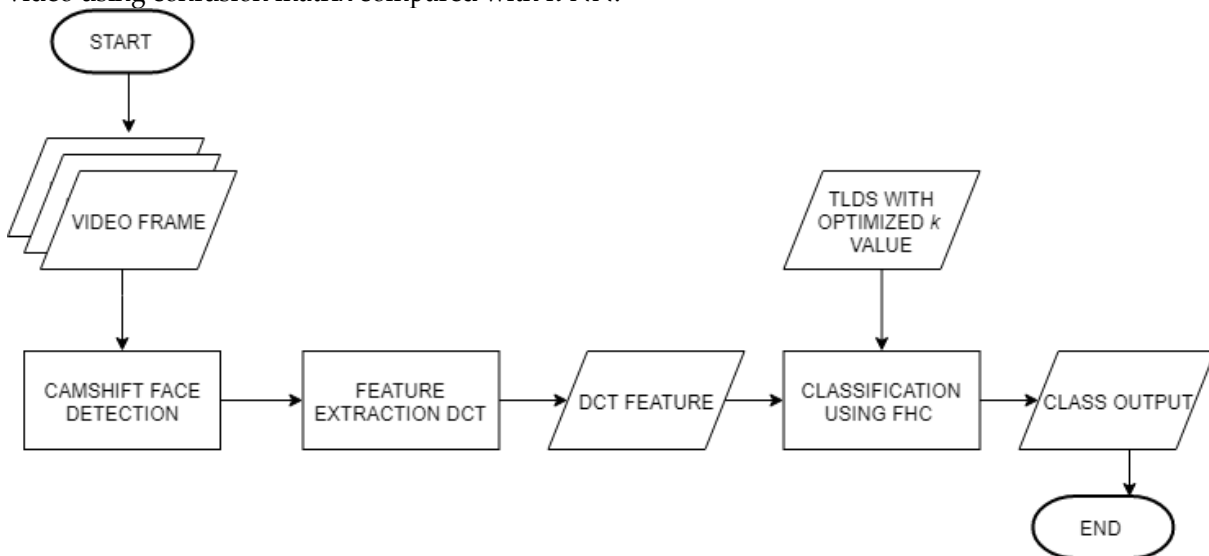 video using confusion matrix compared with
START
VIDEO FRAME
TLDS WITH
OPTIMIZED k
VALUE
CAMSHIFT FACE
DETECTION
FEATURE
EXTRACTION DCT
DCT FEATURE
CLASSIFICATION
USING FHC
CLASS OUTPUT
END